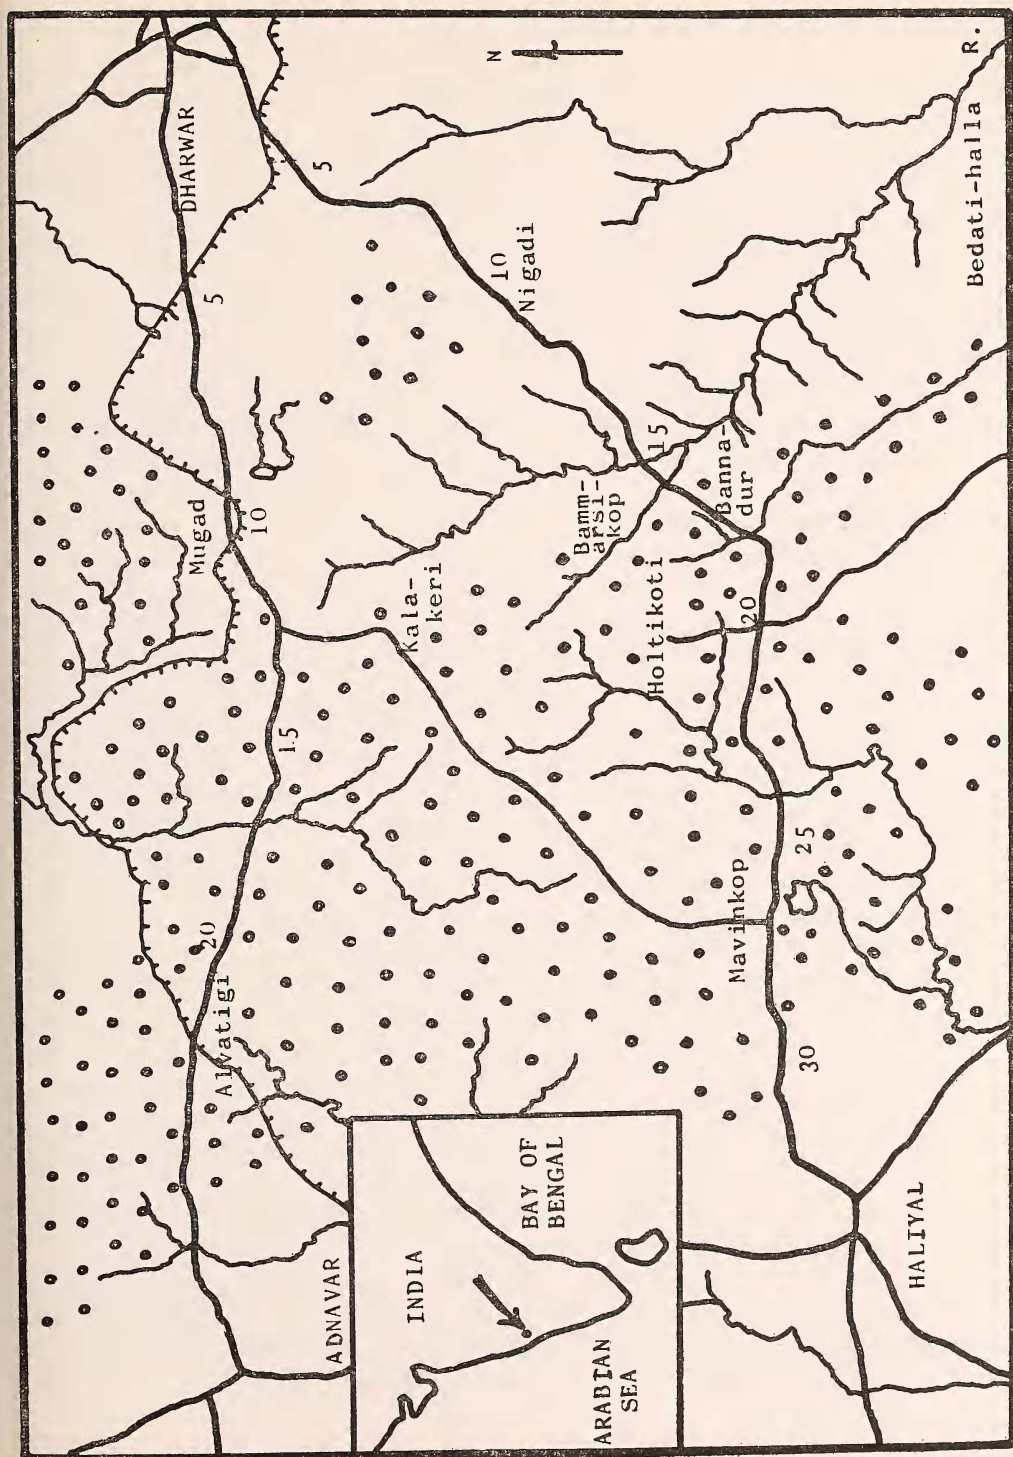 DHARWAR
Mugad
20
5
Alvatigi
10
15
5
ADNAVAR
INDIA
Kala-
keri
N
10
Nigadi
BAY OF
BENGAL
Bamm-
arsi-
kop
ARABIAN
SEA
Holtikoti
15
Banna-
dur
Mavinkop
20
25
30
HALIYAL
Bedati-halla R.